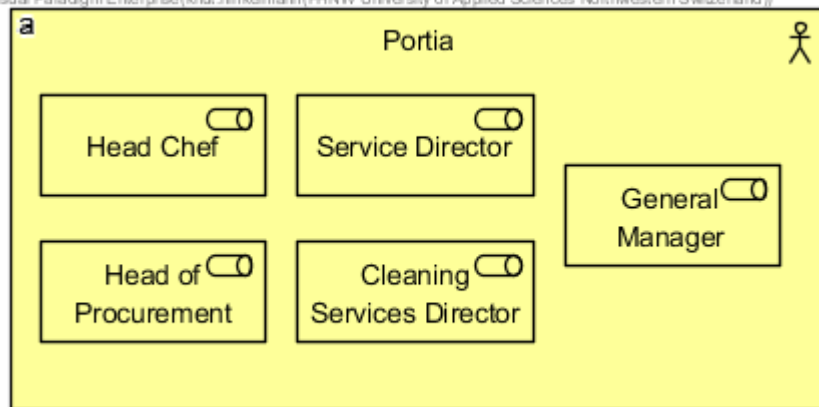 a
Portia
Head Chef
Service Director
General
Manager
Head of
Procurement
Cleaning
Services Director